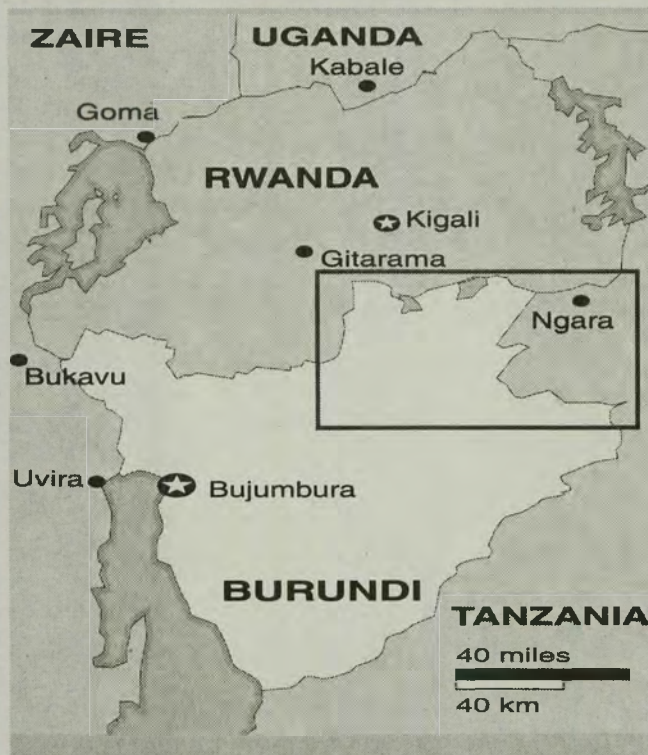 ZAIRE
UGANDA
Kabale
Goma
RWANDA
Kigali
Gitarama
Ngara
Bukavu
Uvira
Bujumbura
BURUNDI
TANZANIA
40 miles
40 km